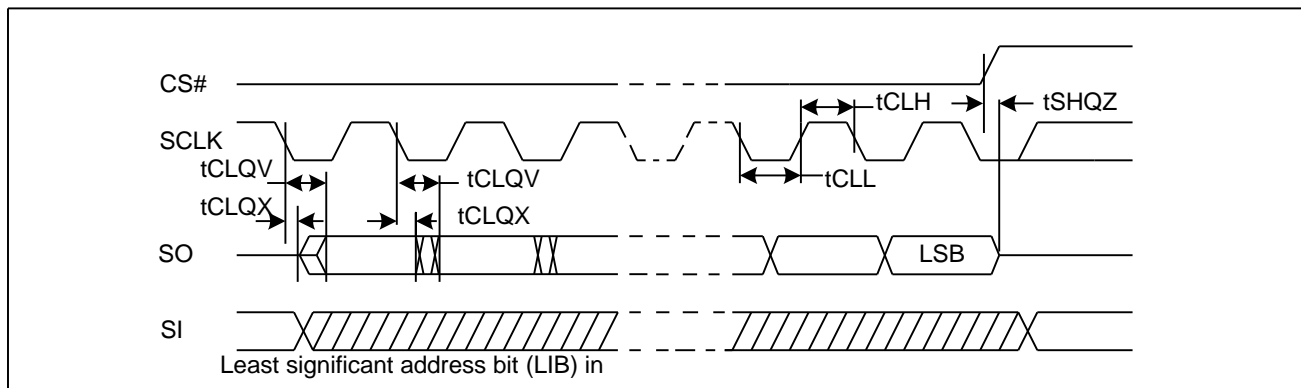 CS#
tCLH
tSHQZ
SCLK
tCLQV
tCLQV
tCLL
tCLQX
tCLQX
SO
LSB
SI
Least significant address bit (LIB) in